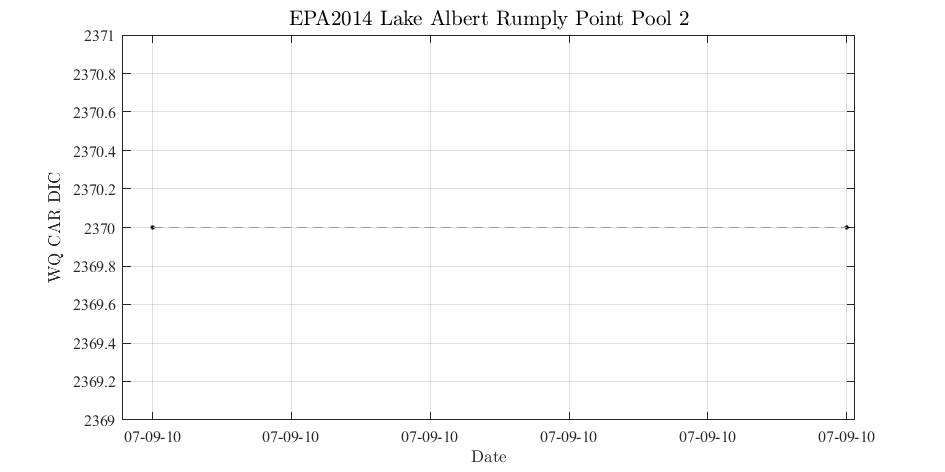 EPA2014 Lake Albert Rumply Point Pool 2
2371
2370.8
2370.6
2370.4
2370.2
2370
2369.8
2369.6
2369.4
2369.2
2369
WQ CAR DIC
07-09-10 07-09-10 07-09-10 07-09-10 07-09-10 07-09-10
Date